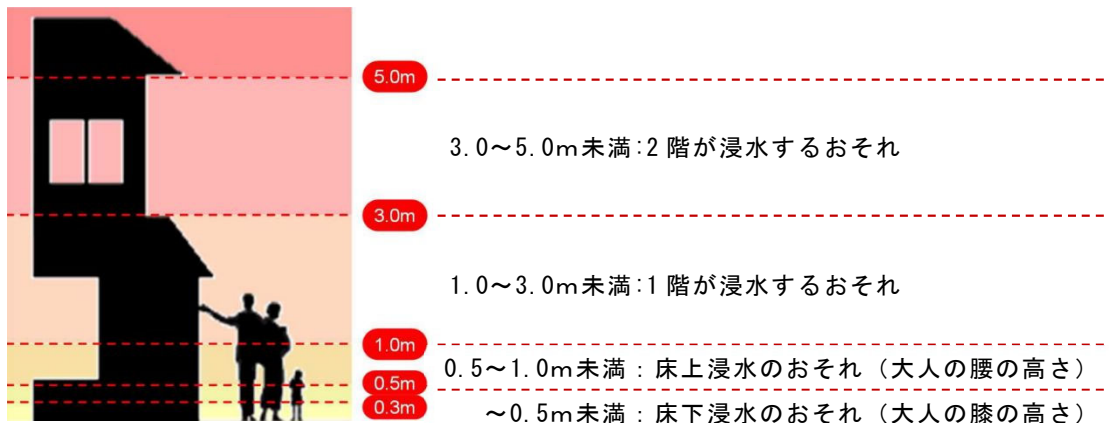 5.0m
3.0～5.0ｍ未満:2 階が浸水するおそれ
3.0m
1.0～3.0ｍ未満:1 階が浸水するおそれ
1.0m
0.5～1.0ｍ未満：床上浸水のおそれ（大人の腰の高さ）
0.5m
0.3m
～0.5ｍ未満：床下浸水のおそれ（大人の膝の高さ）